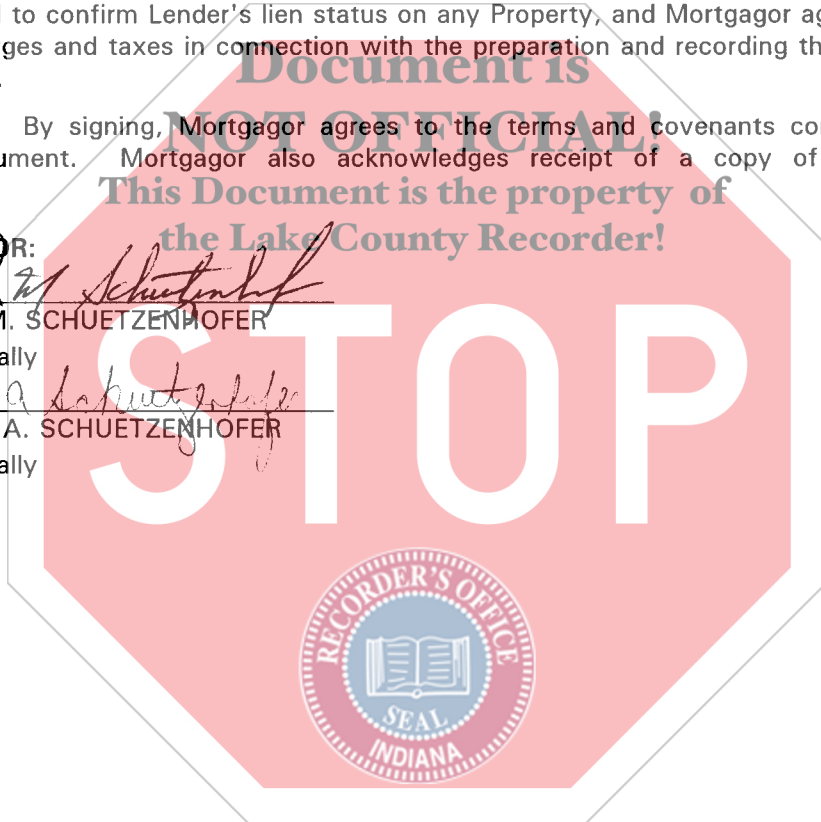 to confirm Lender's lien status on any Property, and Mortgagor ag
ges and taxes in connection with the preparation and recording th
Document is
.
By signing, Mortgagor agrees to the terms and covenants co
NOT OFFICIAL!
ument. Mortgagor also acknowledges receipt of a copy of
This Document is the property of
the Lake County Recorder!
OR:
M Schuetzenhof
M. SCHUETZENHOFER
ally
a Schuetzenhofe
A. SCHUETZENHOFER
ally
STOP
RECORDER'S OFFICE
SEAL
INDIANA